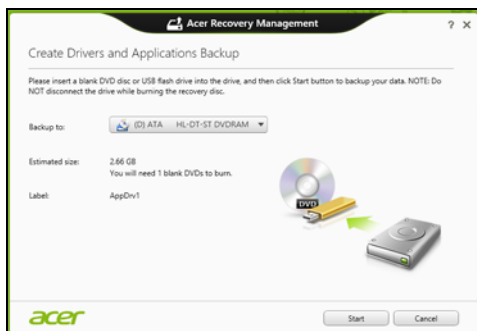 Acer Recovery Management
? X
Create Drivers and Applications Backup
Please insert a blank DVD disc or USB flash drive into the drive, and then click Start button to backup your data. NOTE: Do
NOT disconnect the drive while burning the recovery disc.
Backup to: (D) ATA HL-DT-ST DVDRAM
Estimated size: 2.66 GB
You will need 1 blank DVDs to burn.
Label: AppDrv1
DVD
acer Start Cancel